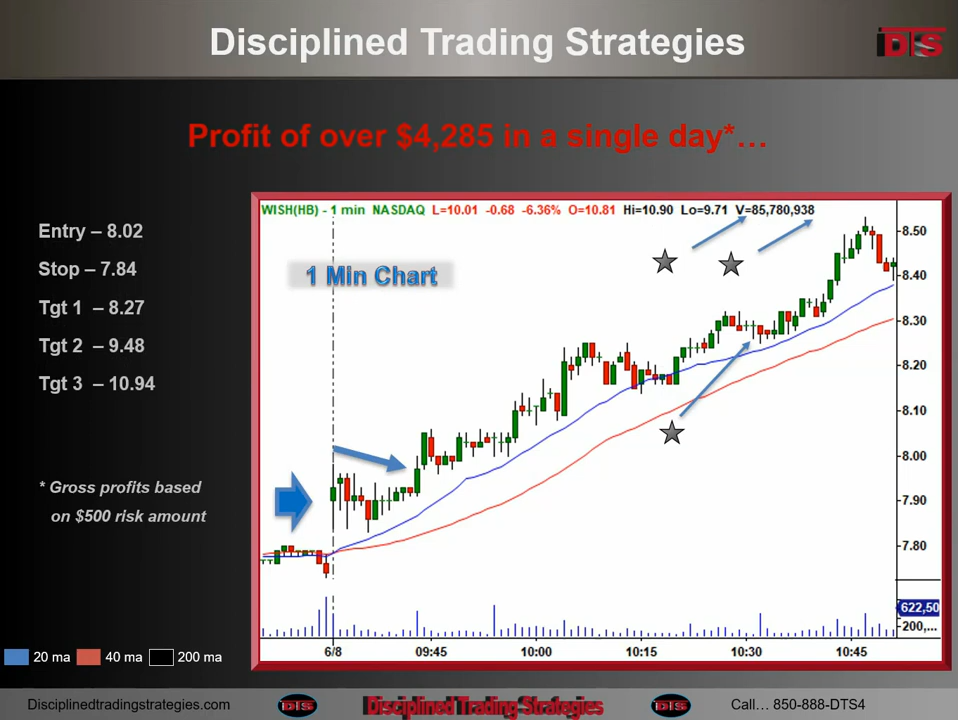 Disciplined Trading Strategies
iDTS
Profit of over $4,285 in a single day*…
Entry – 8.02
Stop – 7.84
Tgt 1 – 8.27
Tgt 2 – 9.48
Tgt 3 – 10.94
* Gross profits based
on $500 risk amount
WISH(HB) - 1 min NASDAQ L=10.01 -0.68 -6.36% O=10.81 Hi=10.90 Lo=9.71 V=85,780,938
1 Min Chart
8.50
8.40
8.30
8.20
8.10
8.00
7.90
7.80
622,50
200,...
6/8 09:45 10:00 10:15 10:30 10:45
20 ma 40 ma 200 ma
Disciplinedtradingstrategies.com iDTS Disciplined Trading Strategies iDTS Call… 850-888-DTS4